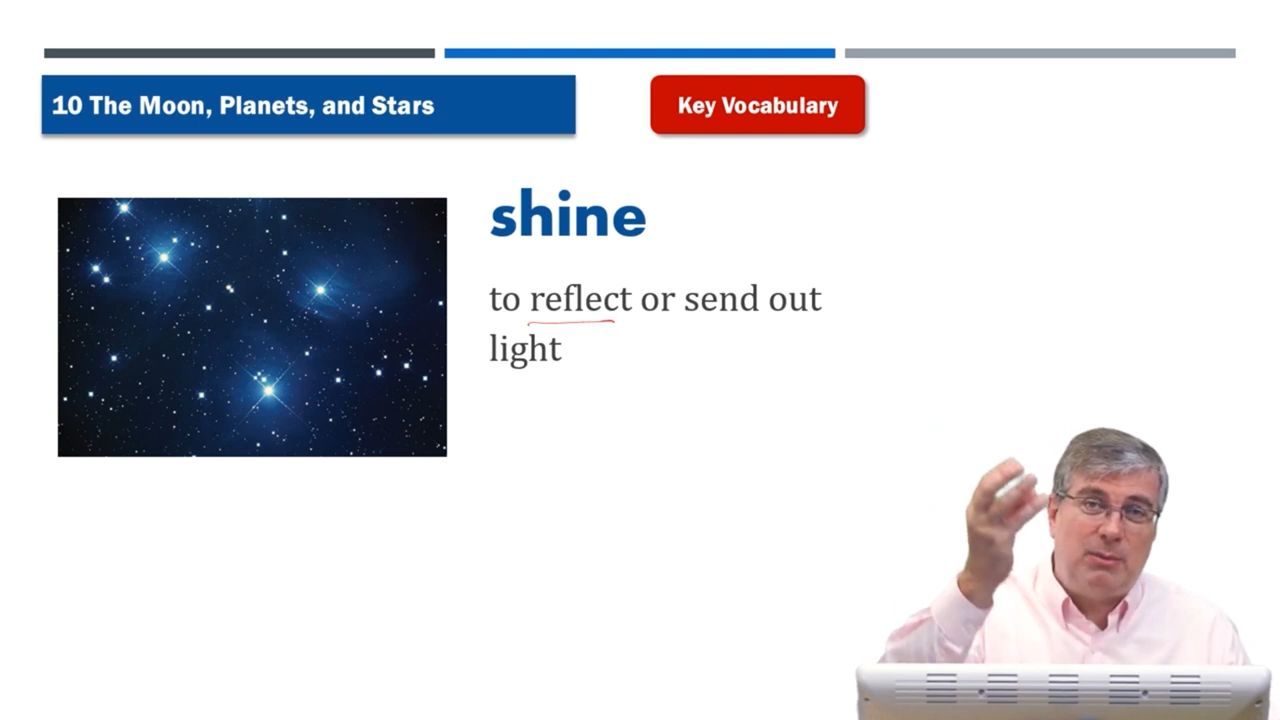 10 The Moon, Planets, and Stars
Key Vocabulary
shine
to reflect or send out
light